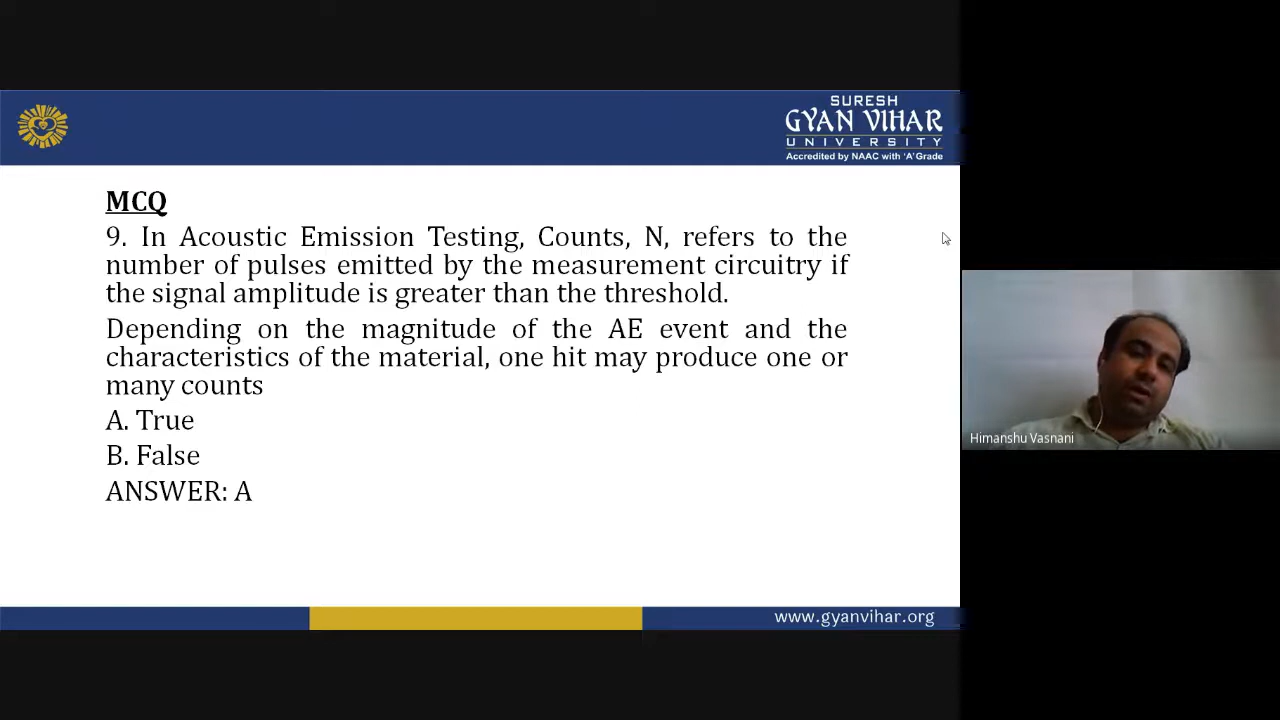 SURESH
GYAN VIHAR
UNIVERSITY
Accredited by NAAC with 'A' Grade
MCQ
9. In Acoustic Emission Testing, Counts, N, refers to the
number of pulses emitted by the measurement circuitry if
the signal amplitude is greater than the threshold.
Depending on the magnitude of the AE event and the
characteristics of the material, one hit may produce one or
many counts
A. True
B. False
ANSWER: A
Himanshu Vasnani
www.gyanvihar.org